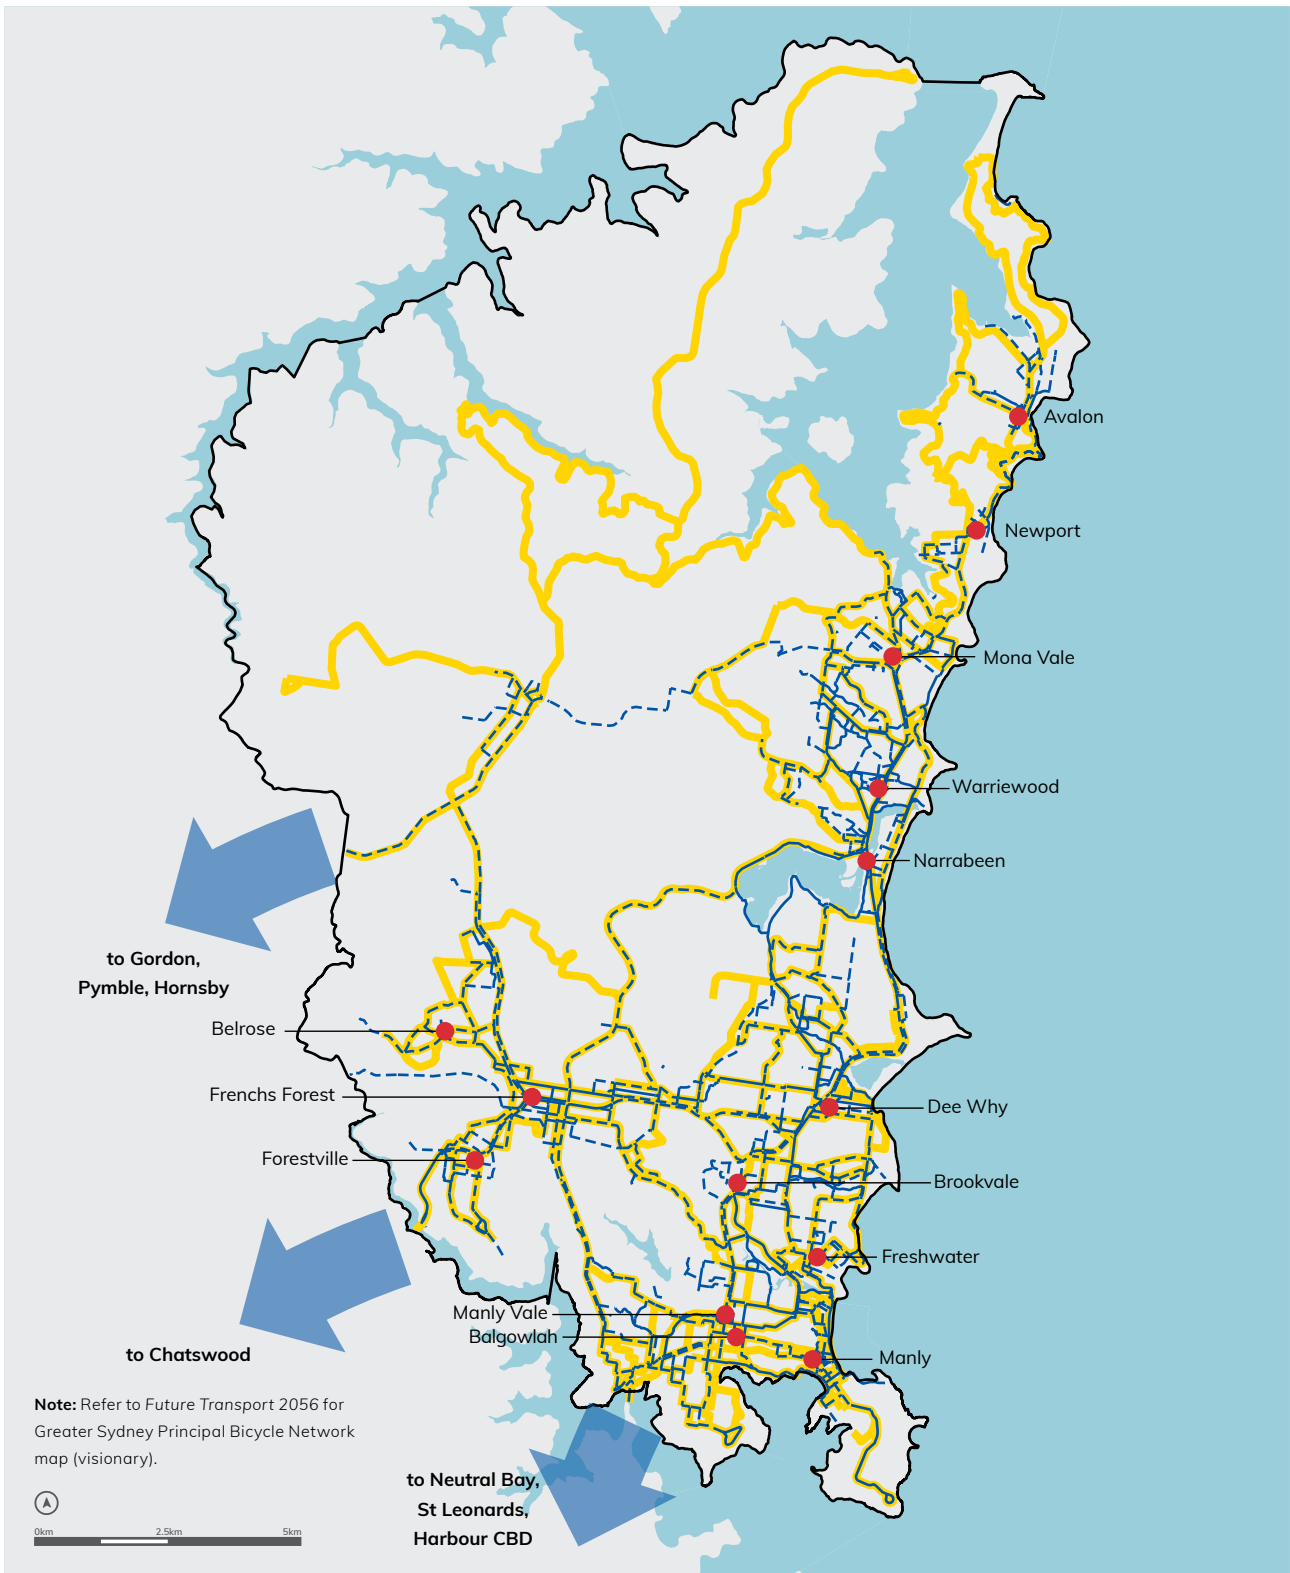 Avalon
Newport
Mona Vale
Warriewood
Narrabeen
to Gordon,
Pymble, Hornsby
Belrose
Frenchs Forest
Dee Why
Forestville
Brookvale
Freshwater
Manly Vale
Balgowlah
Manly
to Chatswood
Note: Refer to Future Transport 2056 for
Greater Sydney Principal Bicycle Network
map (visionary).
to Neutral Bay,
St Leonards,
Harbour CBD
0km 2.5km 5km